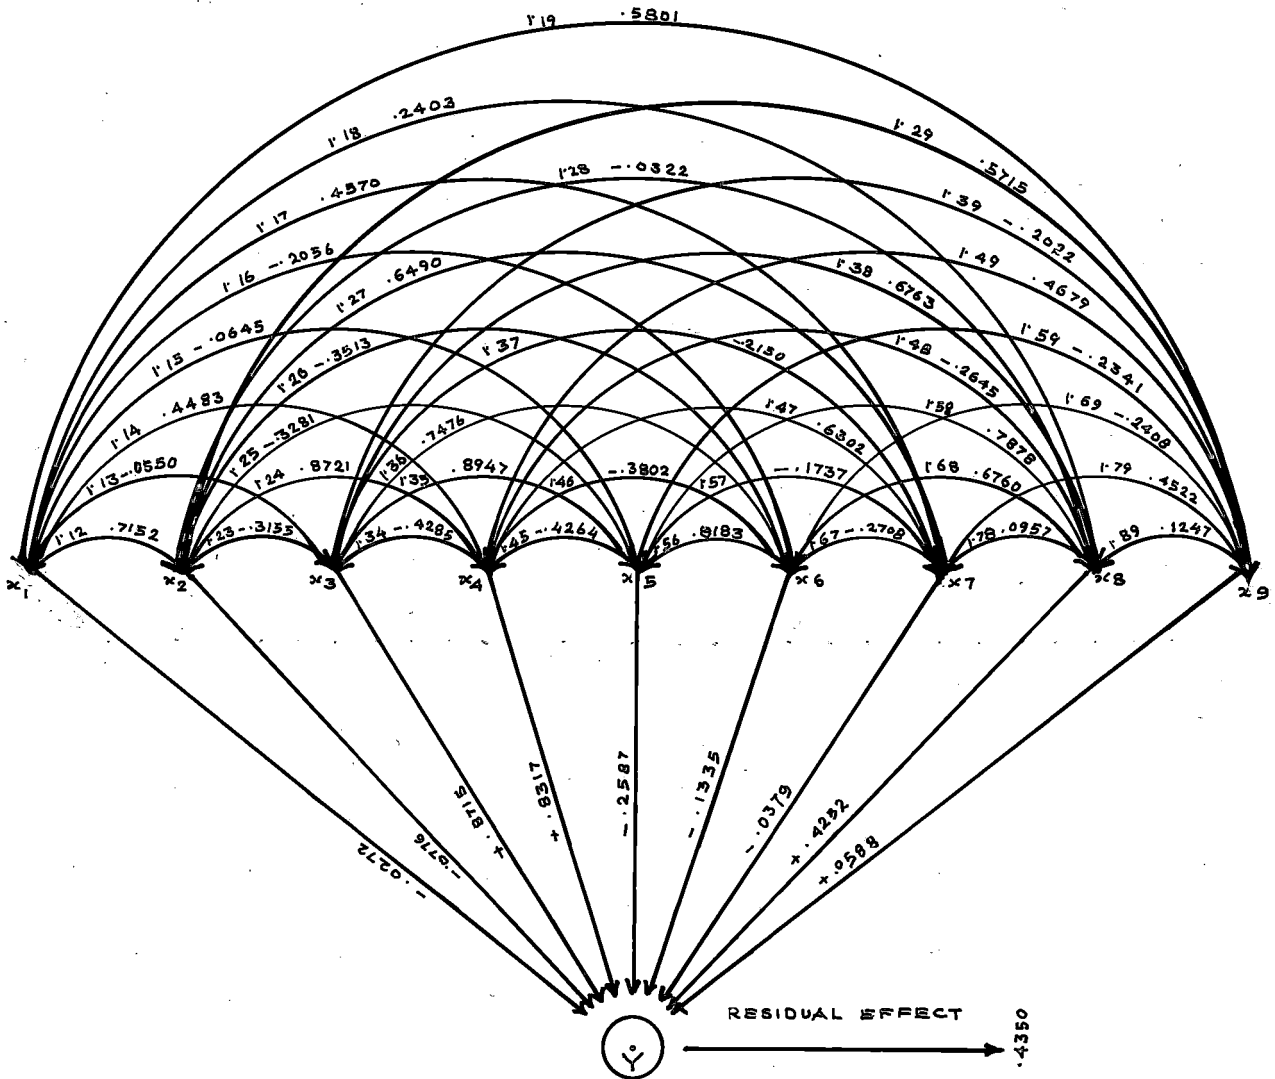 r19 .5801
r18 .2403
r29 .5715
r28 -.0322
r17 .4570
r39 -.2022
r16 -.2056
r27 .6490
r38 .6763
r49 .4679
r15 -.0645
r26 -.3513
r37 -.2130
r48 -.2645
r59 -.2341
r14 .4483
r25 -.3281
r36 .7476
r47 .6302
r58 .7878
r69 -.2408
r13 -.0550
r24 .8721
r35 .8947
r46 -.3802
r57 -.1737
r68 .6760
r79 .4522
r12 .7152
r23 -.3155
r34 -.4285
r45 -.4264
r56 .8183
r67 -.2708
r78 .0957
r89 .1247
x1 x2 x3 x4 x5 x6 x7 x8 x9
-.0272
-.0776
+.8715
+.8317
-.2587
-.1335
-.0379
+.4232
+.0588
RESIDUAL EFFECT
.4350
Y